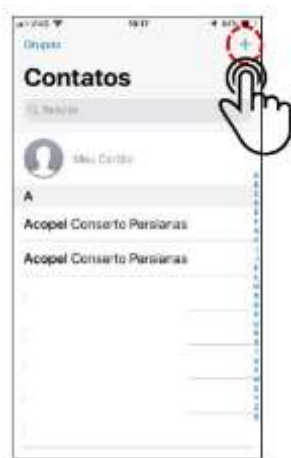 Grupos
+
Contatos
Meu Cartão
A
Acopel Conserto Persianas
Acopel Conserto Persianas